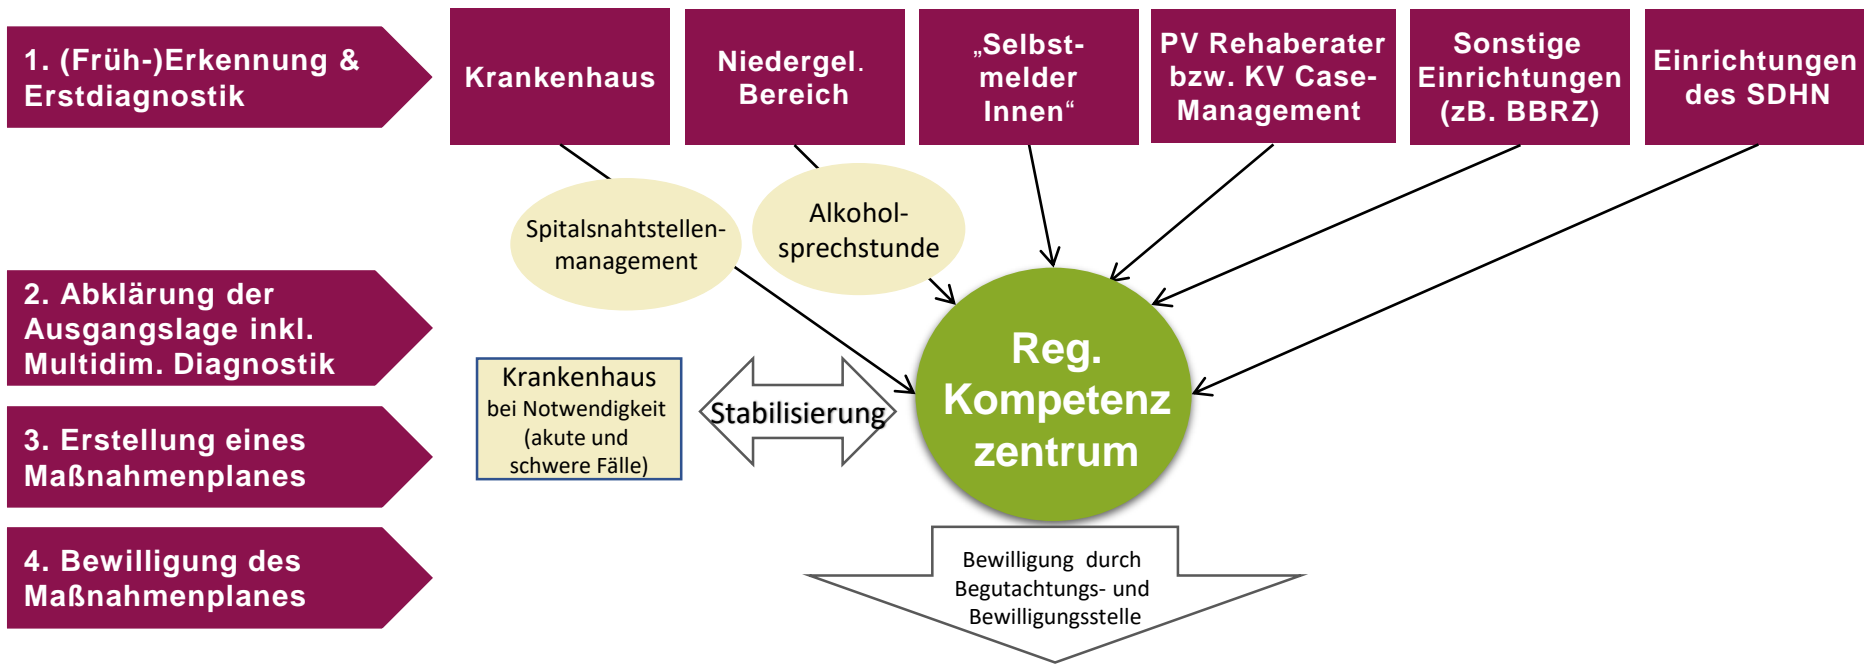 1. (Früh-)Erkennung &
Erstdiagnostik
Krankenhaus
Niedergel.
Bereich
„Selbst-
melder
Innen“
PV Rehaberater
bzw. KV Case-
Management
Sonstige
Einrichtungen
(zB. BBRZ)
Einrichtungen
des SDHN
Spitalsnahtstellen-
management
Alkohol-
sprechstunde
2. Abklärung der
Ausgangslage inkl.
Multidim. Diagnostik
Krankenhaus
bei Notwendigkeit
(akute und
schwere Fälle)
Stabilisierung
Reg.
Kompetenz
zentrum
3. Erstellung eines
Maßnahmenplanes
4. Bewilligung des
Maßnahmenplanes
Bewilligung durch
Begutachtungs- und
Bewilligungsstelle